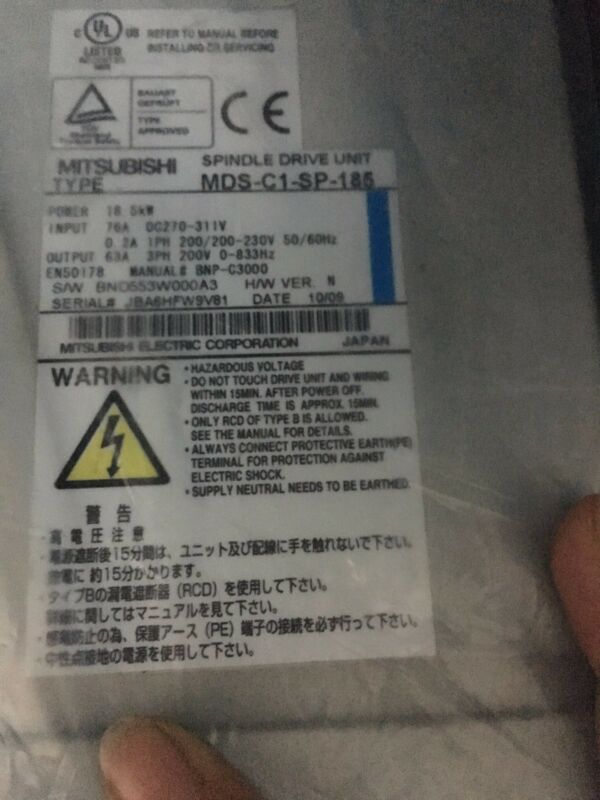 C UL US
LISTED
REFER TO MANUAL BEFORE
INSTALLING OR SERVICING
BAUART
GEPRÜFT
TYPE
APPROVED
CE
MITSUBISHI SPINDLE DRIVE UNIT
TYPE MDS-C1-SP-185
POWER 18.5kW
INPUT 76A DC270-311V
0.2A 1PH 200/200-230V 50/60Hz
OUTPUT 63A 3PH 200V 0-833Hz
EN50178 MANUAL# BNP-C3000
S/W BND553W000A3 H/W VER. N
SERIAL# JBA6HFW9V81 DATE 10/09
MITSUBISHI ELECTRIC CORPORATION JAPAN
WARNING
• HAZARDOUS VOLTAGE
• DO NOT TOUCH DRIVE UNIT AND WIRING
WITHIN 15MIN. AFTER POWER OFF.
DISCHARGE TIME IS APPROX. 15MIN.
• ONLY RCD OF TYPE B IS ALLOWED.
SEE THE MANUAL FOR DETAILS.
• ALWAYS CONNECT PROTECTIVE EARTH(PE)
TERMINAL FOR PROTECTION AGAINST
ELECTRIC SHOCK.
• SUPPLY NEUTRAL NEEDS TO BE EARTHED.
警告
・高電圧注意
・電源遮断後15分間は、ユニット及び配線に手を触れないで下さい。
放電に約15分かかります。
・タイプBの漏電遮断器（RCD）を使用して下さい。
詳細に関してはマニュアルを見て下さい。
・感電防止の為、保護アース（PE）端子の接続を必ず行って下さい。
・中性点接地の電源を使用して下さい。